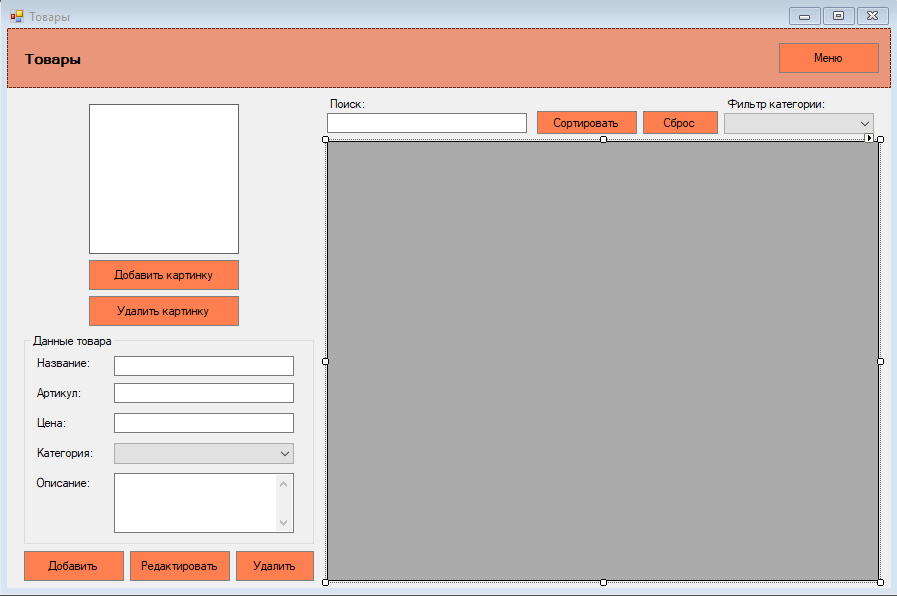 Товары
Товары
Меню
Поиск:
Сортировать
Сброс
Фильтр категории:
Добавить картинку
Удалить картинку
Данные товара
Название:
Артикул:
Цена:
Категория:
Описание:
Добавить
Редактировать
Удалить